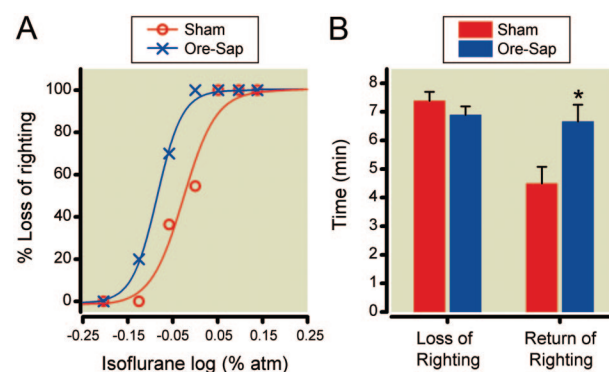 A
Sham
Ore-Sap
% Loss of righting
100
80
60
40
20
0
-0.25
-0.15
-0.05
0.05
0.15
0.25
Isoflurane log (% atm)
B
Sham
Ore-Sap
Time (min)
8
7
6
5
4
3
2
1
0
*
Loss of
Righting
Return of
Righting